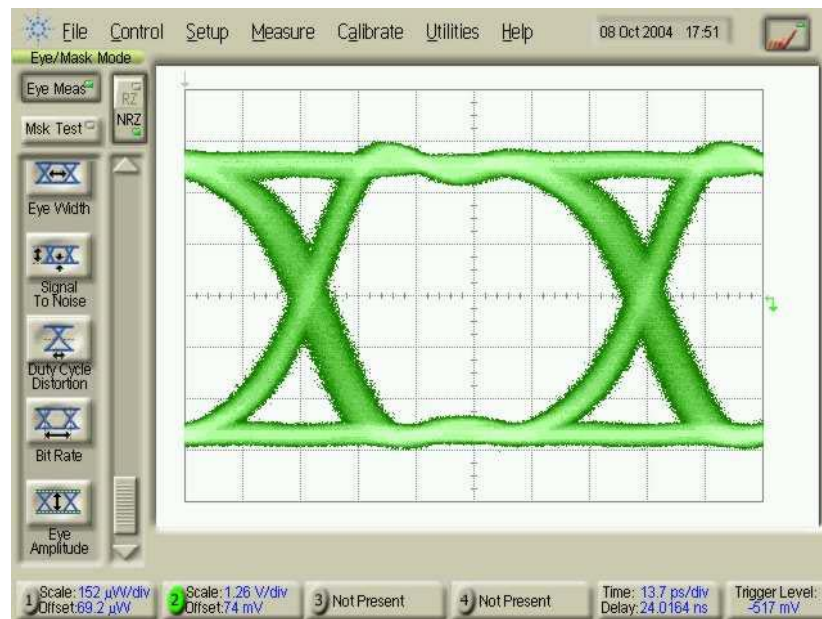 File Control Setup Measure Calibrate Utilities Help 08 Oct 2004 17:51
Eye/Mask Mode
Eye Meas
RZ
NRZ
Msk Test
Eye Width
Signal
To Noise
Duty Cycle
Distortion
Bit Rate
Eye
Amplitude
1 Scale: 152 µW/div
Offset: 69.2 µW
2 Scale: 1.26 V/div
Offset: 74 mV
3 Not Present
4 Not Present
Time: 13.7 ps/div
Delay: 24.0164 ns
Trigger Level:
-517 mV